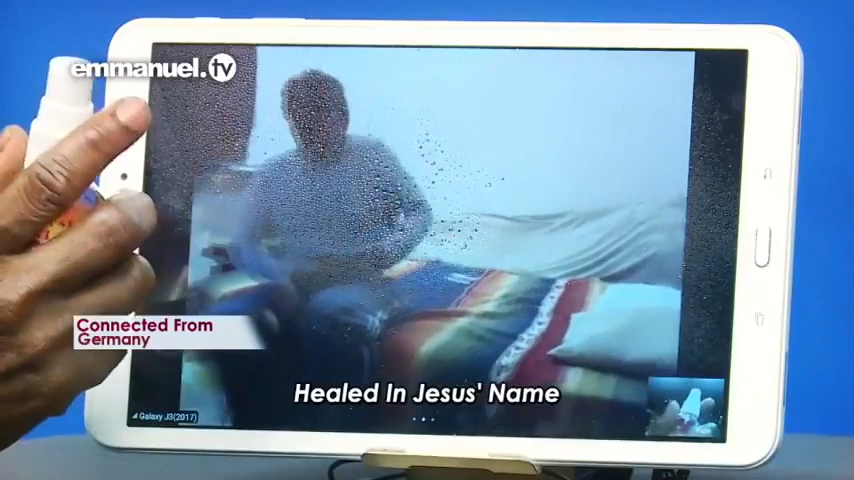 emmanuel.tv
Connected From
Germany
Healed In Jesus' Name
Galaxy J3(2017)